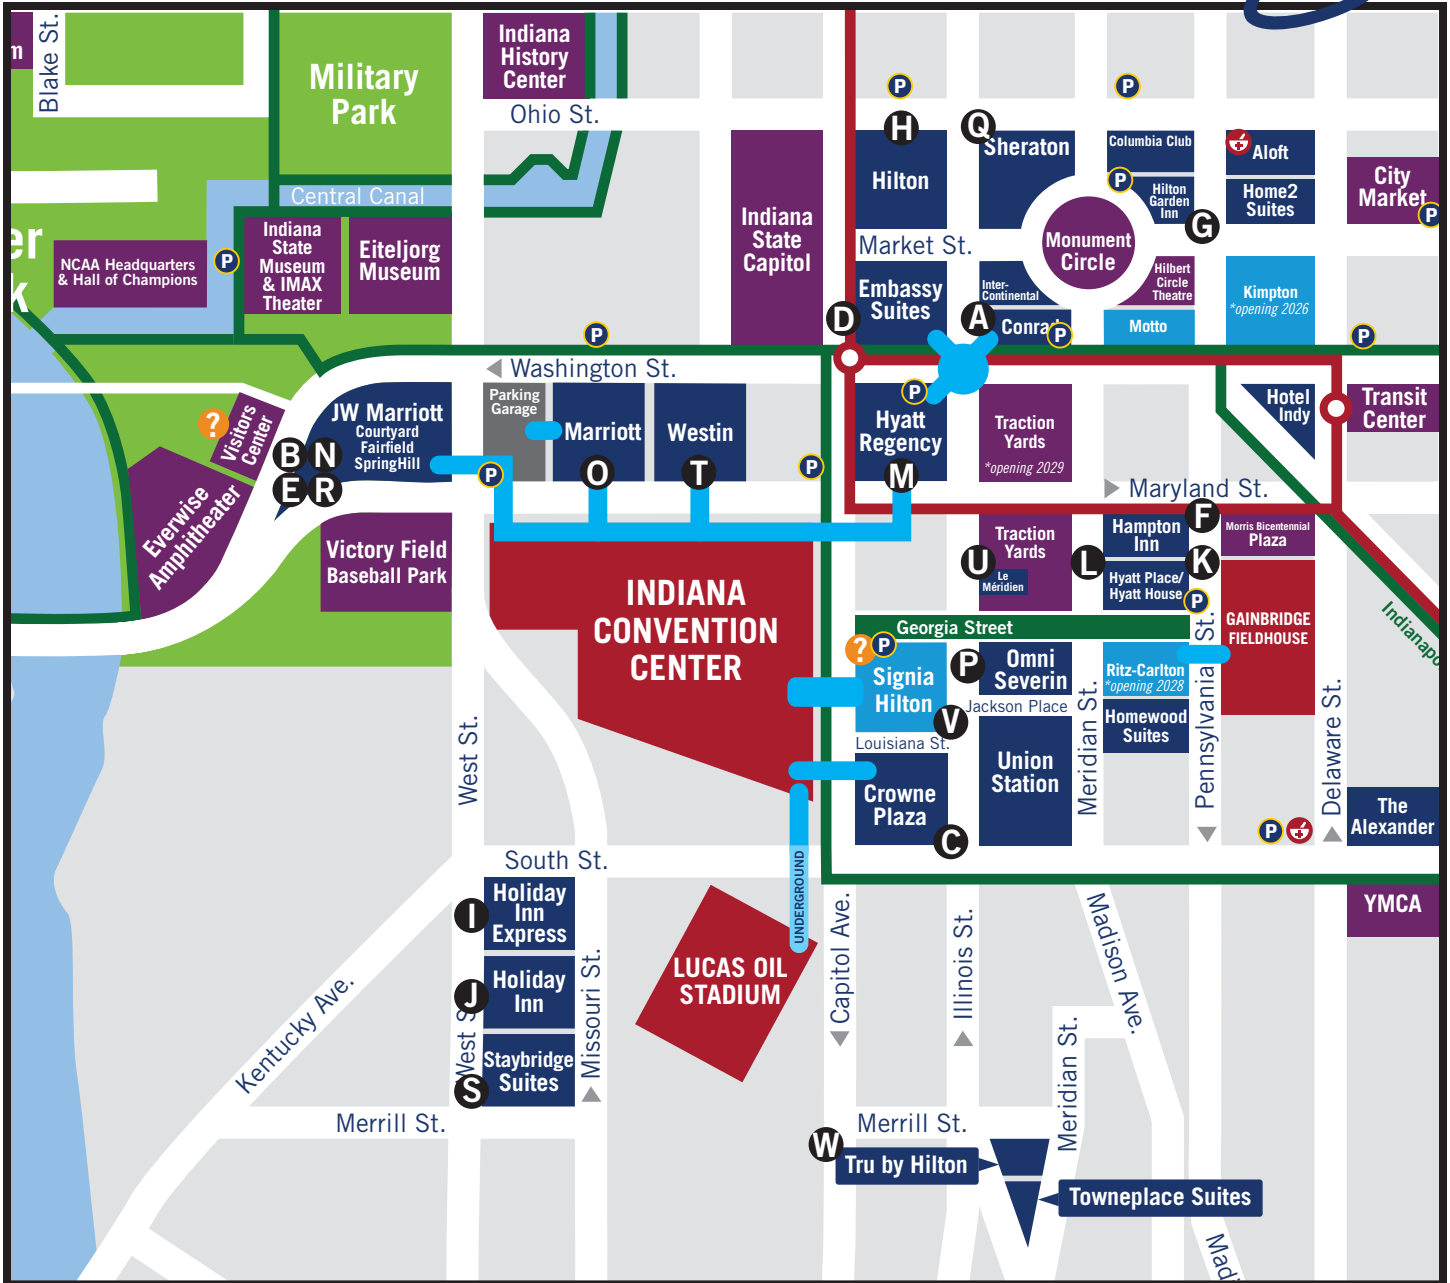 m
Blake St.
Military
Park
Indiana
History
Center
Ohio St.
P
P
H
Q
Sheraton
Hilton
Columbia Club
Aloft
P
Hilton
Garden
Inn
Home2
Suites
City
Market
P
G
Central Canal
Indiana
State
Museum
& IMAX
Theater
Eiteljorg
Museum
er
k
NCAA Headquarters
& Hall of Champions
P
Indiana
State
Capitol
Market St.
Monument
Circle
Embassy
Suites
Inter-
Continental
Hilbert
Circle
Theatre
Kimpton
*opening 2026
D
A
Conrad
P
Motto
P
P
Washington St.
Parking
Garage
JW Marriott
Courtyard
Fairfield
SpringHill
Marriott
Westin
P
Hyatt
Regency
Traction
Yards
*opening 2029
Hotel
Indy
Transit
Center
?
Visitors
Center
B
N
E
R
P
O
T
P
M
Maryland St.
Everwise
Amphitheater
Victory Field
Baseball Park
Traction
Yards
Le
Méridien
U
L
Hampton
Inn
F
Morris Bicentennial
Plaza
K
Hyatt Place/
Hyatt House
P
INDIANA
CONVENTION
CENTER
GAINBRIDGE
FIELDHOUSE
Georgia Street
Indianapo
?
P
Signia
Hilton
P
Omni
Severin
Ritz-Carlton
*opening 2028
V
Jackson Place
Louisiana St.
Homewood
Suites
West St.
Meridian St.
Pennsylvania St.
Delaware St.
Crowne
Plaza
Union
Station
C
P
The
Alexander
UNDERGROUND
South St.
YMCA
I
Holiday
Inn
Express
J
Holiday
Inn
S
Staybridge
Suites
West S
Missouri St.
LUCAS OIL
STADIUM
Capitol Ave.
Illinois St.
Madison Ave.
Kentucky Ave.
Meridian St.
Merrill St.
Merrill St.
W
Tru by Hilton
Towneplace Suites
Madi